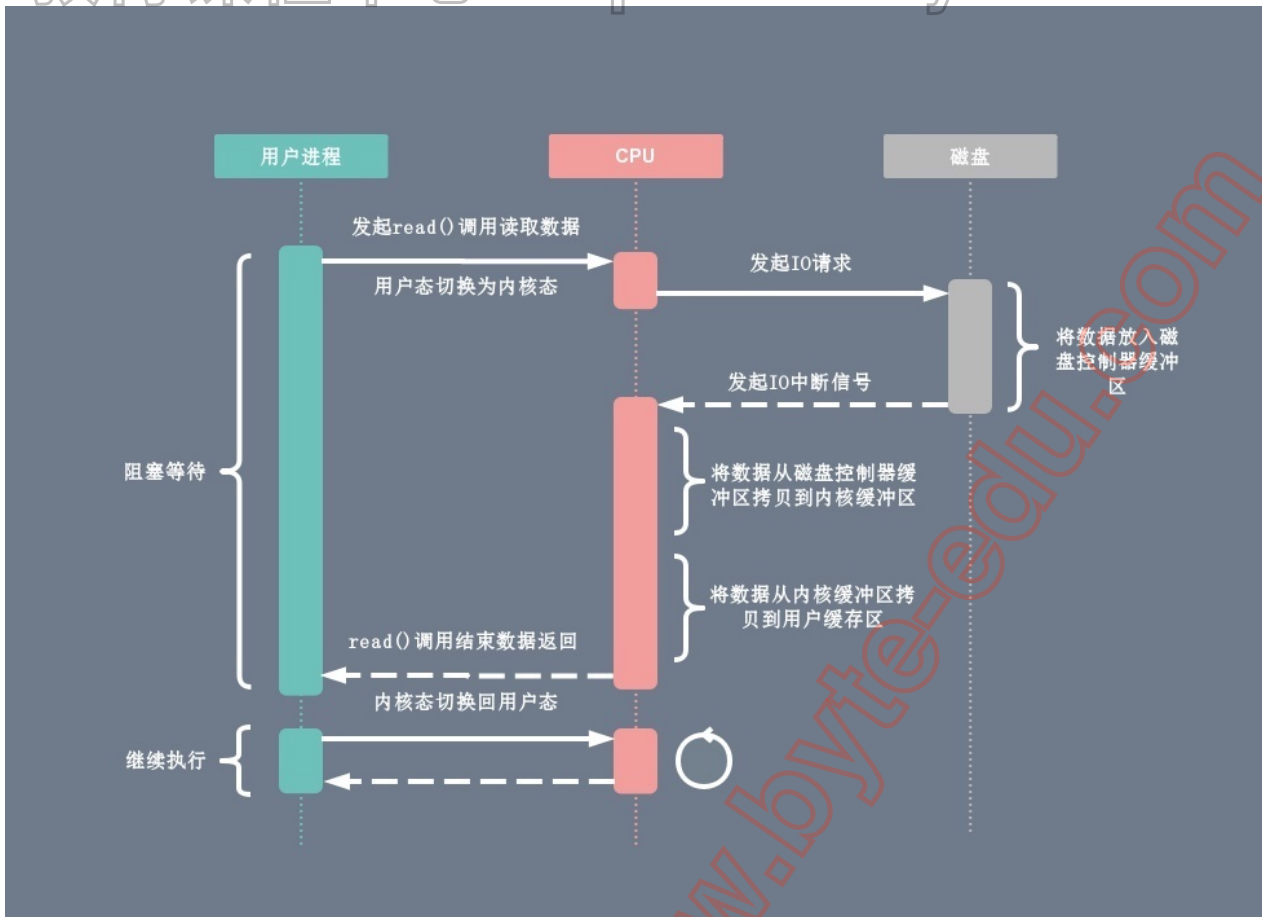 用户进程
CPU
磁盘
发起read()调用读取数据
用户态切换为内核态
发起IO请求
将数据放入磁
盘控制器缓冲
区
发起IO中断信号
阻塞等待
将数据从磁盘控制器缓
冲区拷贝到内核缓冲区
将数据从内核缓冲区拷
贝到用户缓存区
read()调用结束数据返回
内核态切换回用户态
继续执行
w.byte-edu.com